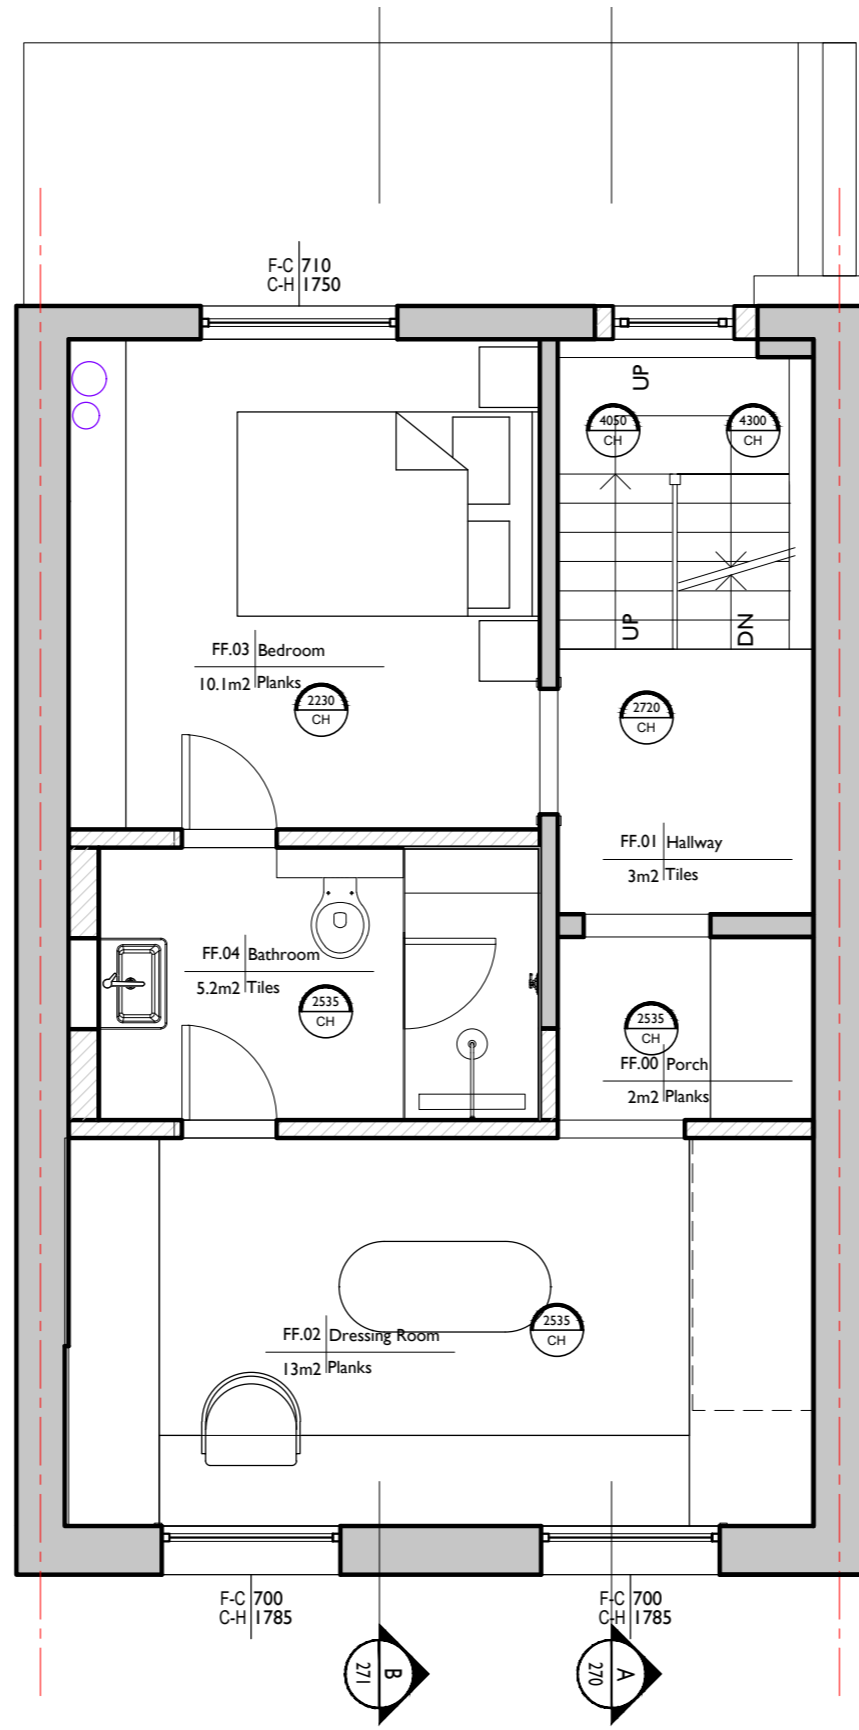 F-C 710
C-H 1750
UP
4050
CH
4300
CH
UP
DN
FF.03 Bedroom
10.1m2 Planks
2230
CH
2720
CH
FF.01 Hallway
3m2 Tiles
FF.04 Bathroom
5.2m2 Tiles
2535
CH
2535
CH
FF.00 Porch
2m2 Planks
2535
CH
FF.02 Dressing Room
13m2 Planks
F-C 700
C-H 1785
F-C 700
C-H 1785
B
271
A
270